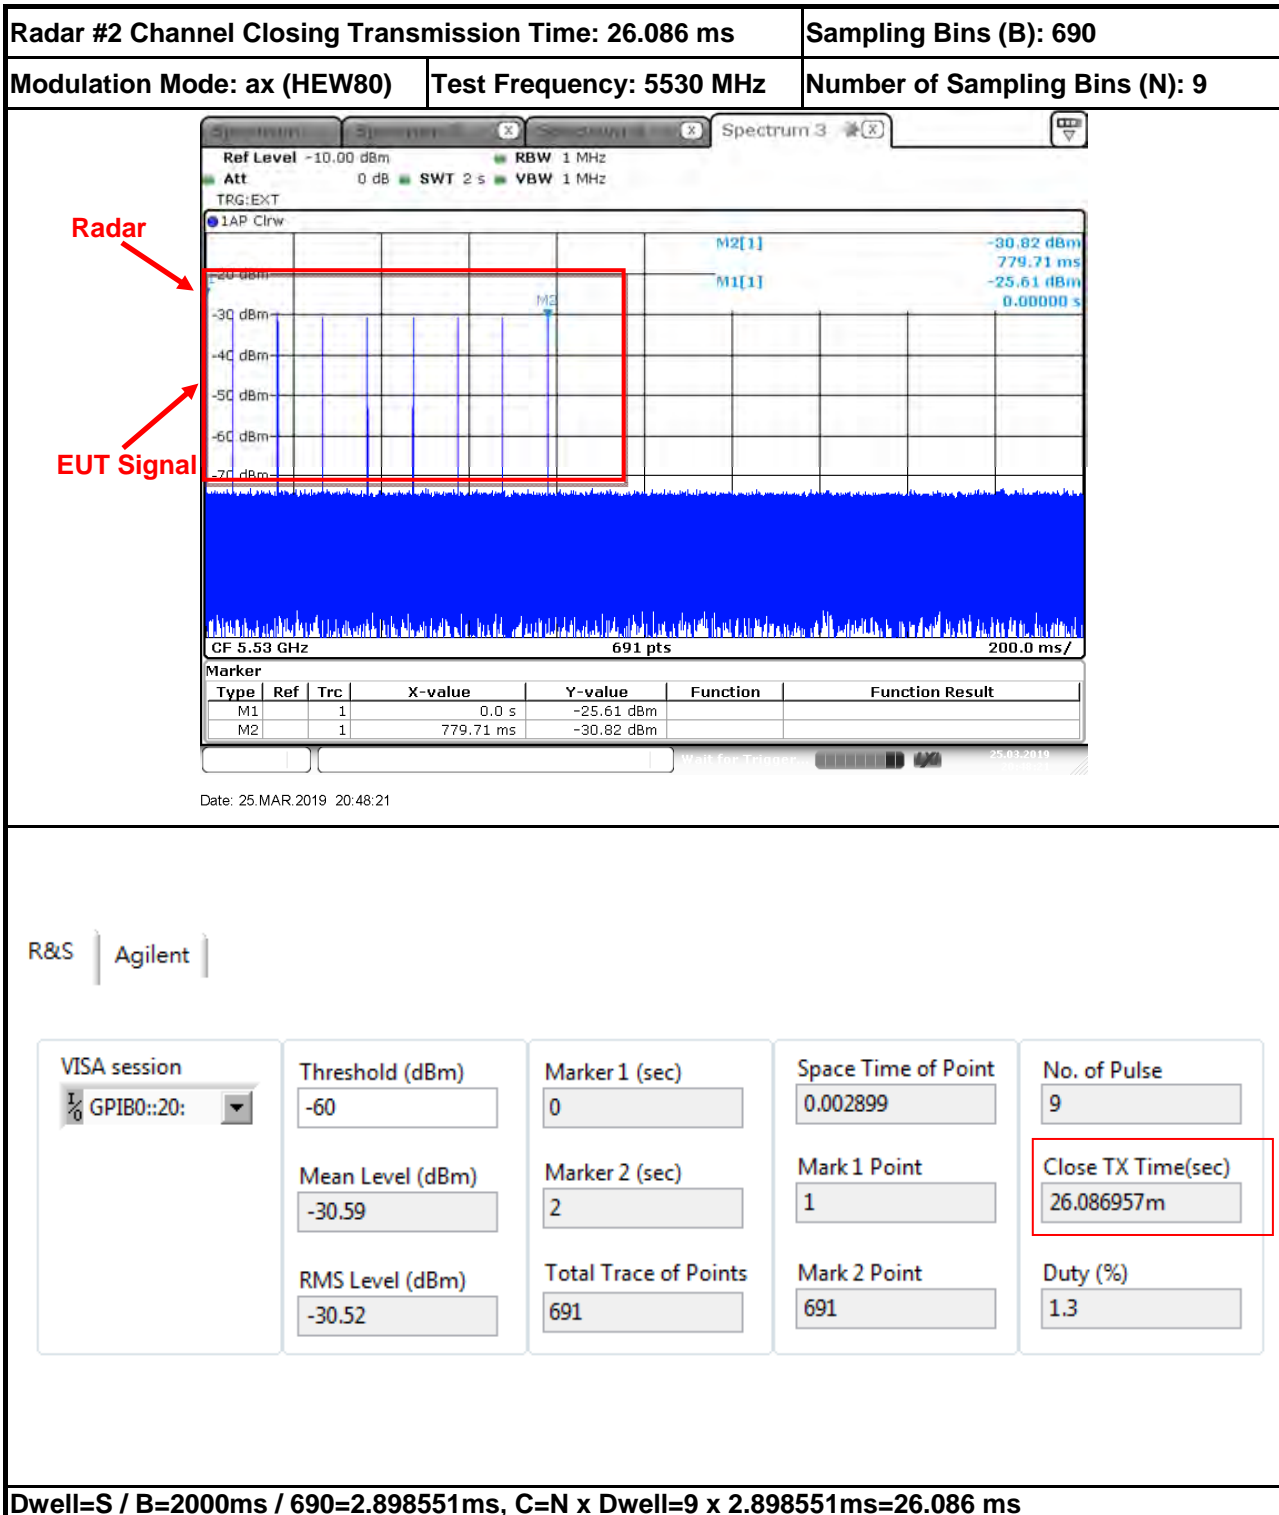 Radar #2 Channel Closing Transmission Time: 26.086 ms
Sampling Bins (B): 690
Modulation Mode: ax (HEW80)
Test Frequency: 5530 MHz
Number of Sampling Bins (N): 9
Spectrum 3
Ref Level -10.00 dBm
RBW 1 MHz
Att 0 dB SWT 2 s VBW 1 MHz
TRG:EXT
1AP Clrw
Radar
M2[1] -30.82 dBm
779.71 ms
-20 dBm
M1[1] -25.61 dBm
0.00000 s
M2
-30 dBm
-40 dBm
-50 dBm
-60 dBm
EUT Signal
-70 dBm
CF 5.53 GHz 691 pts 200.0 ms/
Marker
Type Ref Trc X-value Y-value Function Function Result
M1 1 0.0 s -25.61 dBm
M2 1 779.71 ms -30.82 dBm
Wait for Trigger... 25.03.2019
Date: 25.MAR.2019 20:48:21
R&S Agilent
VISA session
GPIB0::20:
Threshold (dBm)
-60
Mean Level (dBm)
-30.59
RMS Level (dBm)
-30.52
Marker 1 (sec)
0
Marker 2 (sec)
2
Total Trace of Points
691
Space Time of Point
0.002899
Mark 1 Point
1
Mark 2 Point
691
No. of Pulse
9
Close TX Time(sec)
26.086957m
Duty (%)
1.3
Dwell=S / B=2000ms / 690=2.898551ms, C=N x Dwell=9 x 2.898551ms=26.086 ms